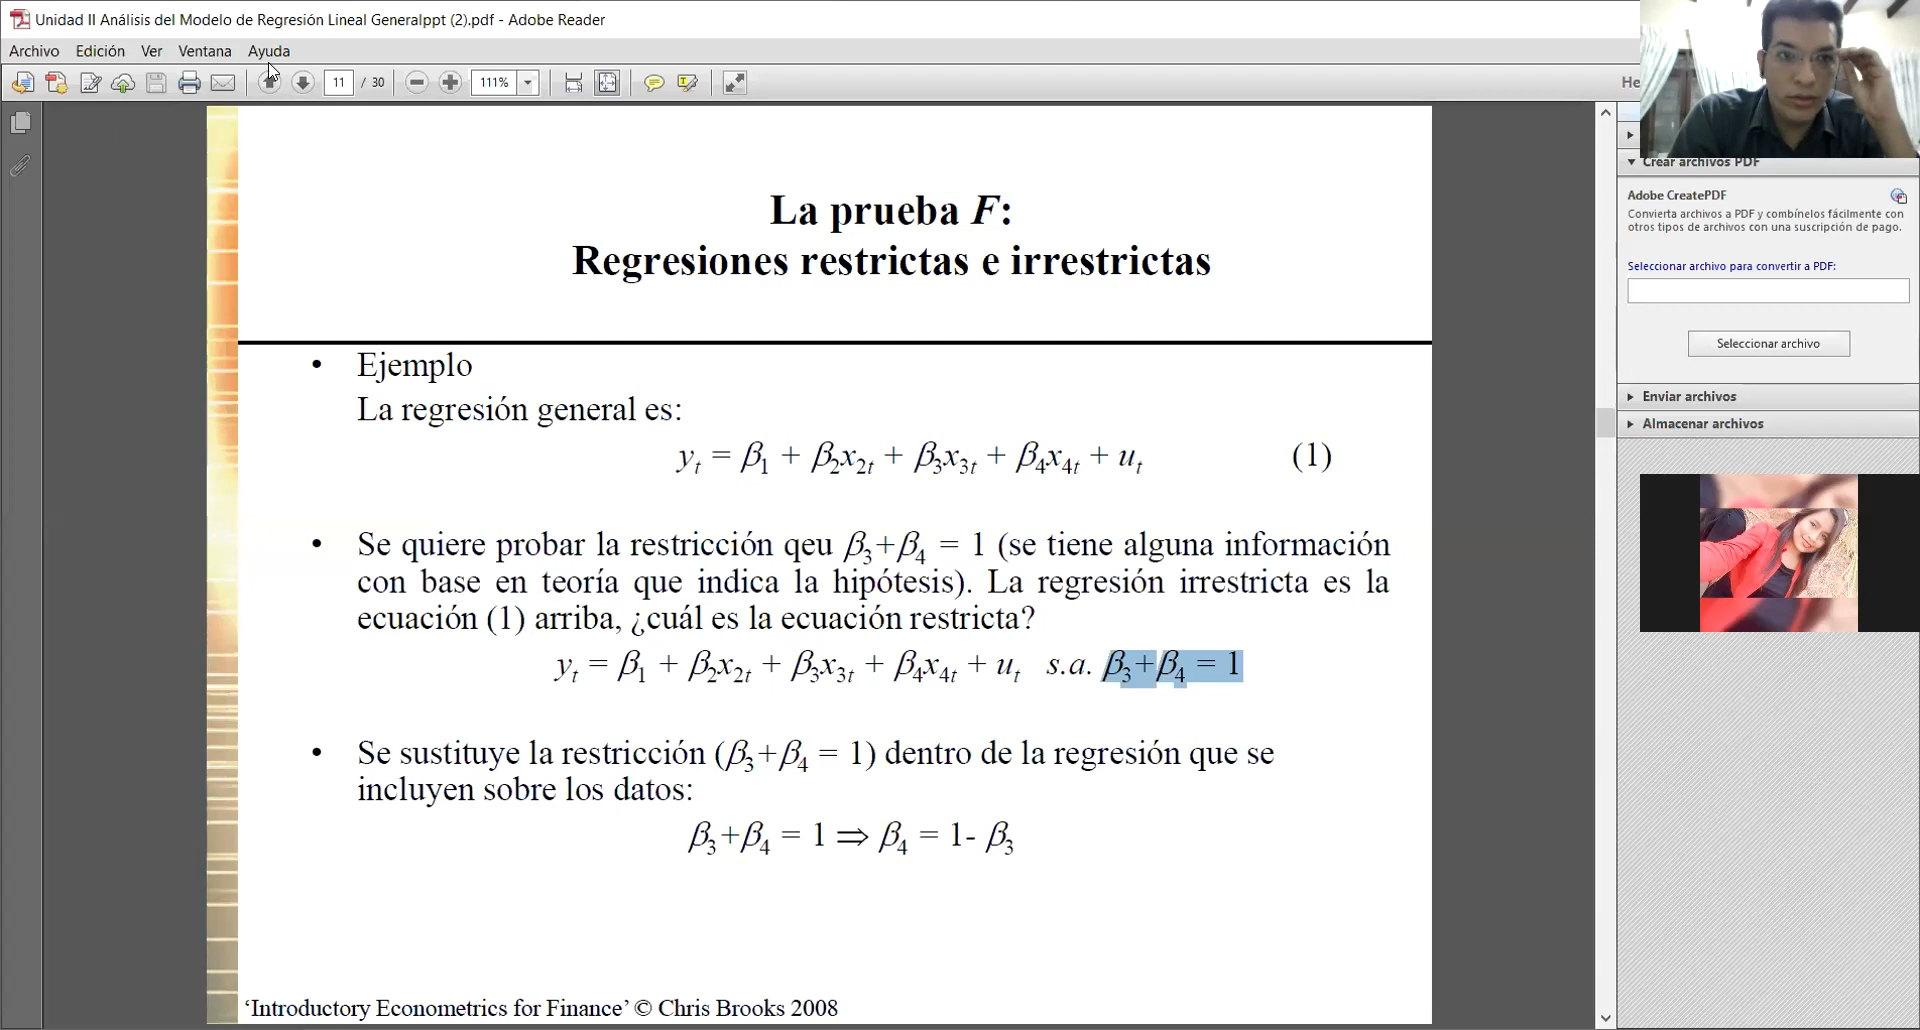 Unidad II Análisis del Modelo de Regresión Lineal Generalppt (2).pdf - Adobe Reader
Archivo Edición Ver Ventana Ayuda
11 / 30 111%
He
La prueba F:
Regresiones restrictas e irrestrictas
• Ejemplo
La regresión general es:
yₜ = β₁ + β₂x₂ₜ + β₃x₃ₜ + β₄x₄ₜ + uₜ (1)
• Se quiere probar la restricción qeu β₃+β₄ = 1 (se tiene alguna información
con base en teoría que indica la hipótesis). La regresión irrestricta es la
ecuación (1) arriba, ¿cuál es la ecuación restricta?
yₜ = β₁ + β₂x₂ₜ + β₃x₃ₜ + β₄x₄ₜ + uₜ s.a. β₃+β₄ = 1
• Se sustituye la restricción (β₃+β₄ = 1) dentro de la regresión que se
incluyen sobre los datos:
β₃+β₄ = 1 ⇒ β₄ = 1- β₃
‘Introductory Econometrics for Finance’ © Chris Brooks 2008
Crear archivos PDF
Adobe CreatePDF
Convierta archivos a PDF y combínelos fácilmente con
otros tipos de archivos con una suscripción de pago.
Seleccionar archivo para convertir a PDF:
Seleccionar archivo
Enviar archivos
Almacenar archivos